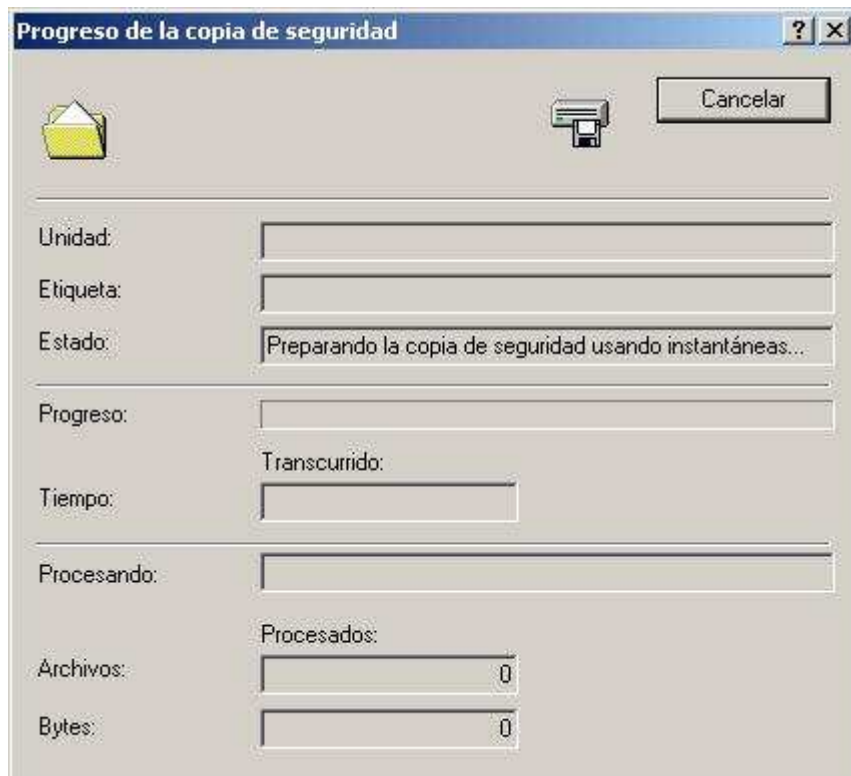 Progreso de la copia de seguridad
Cancelar
Unidad:
Etiqueta:
Estado: Preparando la copia de seguridad usando instantáneas...
Progreso:
Transcurrido:
Tiempo:
Procesando:
Procesados:
Archivos: 0
Bytes: 0